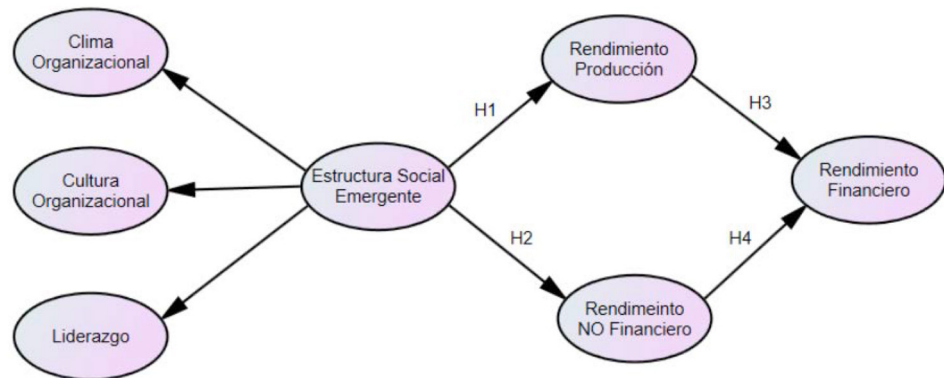 Clima
Organizacional
Cultura
Organizacional
Liderazgo
Estructura Social
Emergente
H1
H2
Rendimiento
Producción
Rendimeinto
NO Financiero
H3
H4
Rendimiento
Financiero